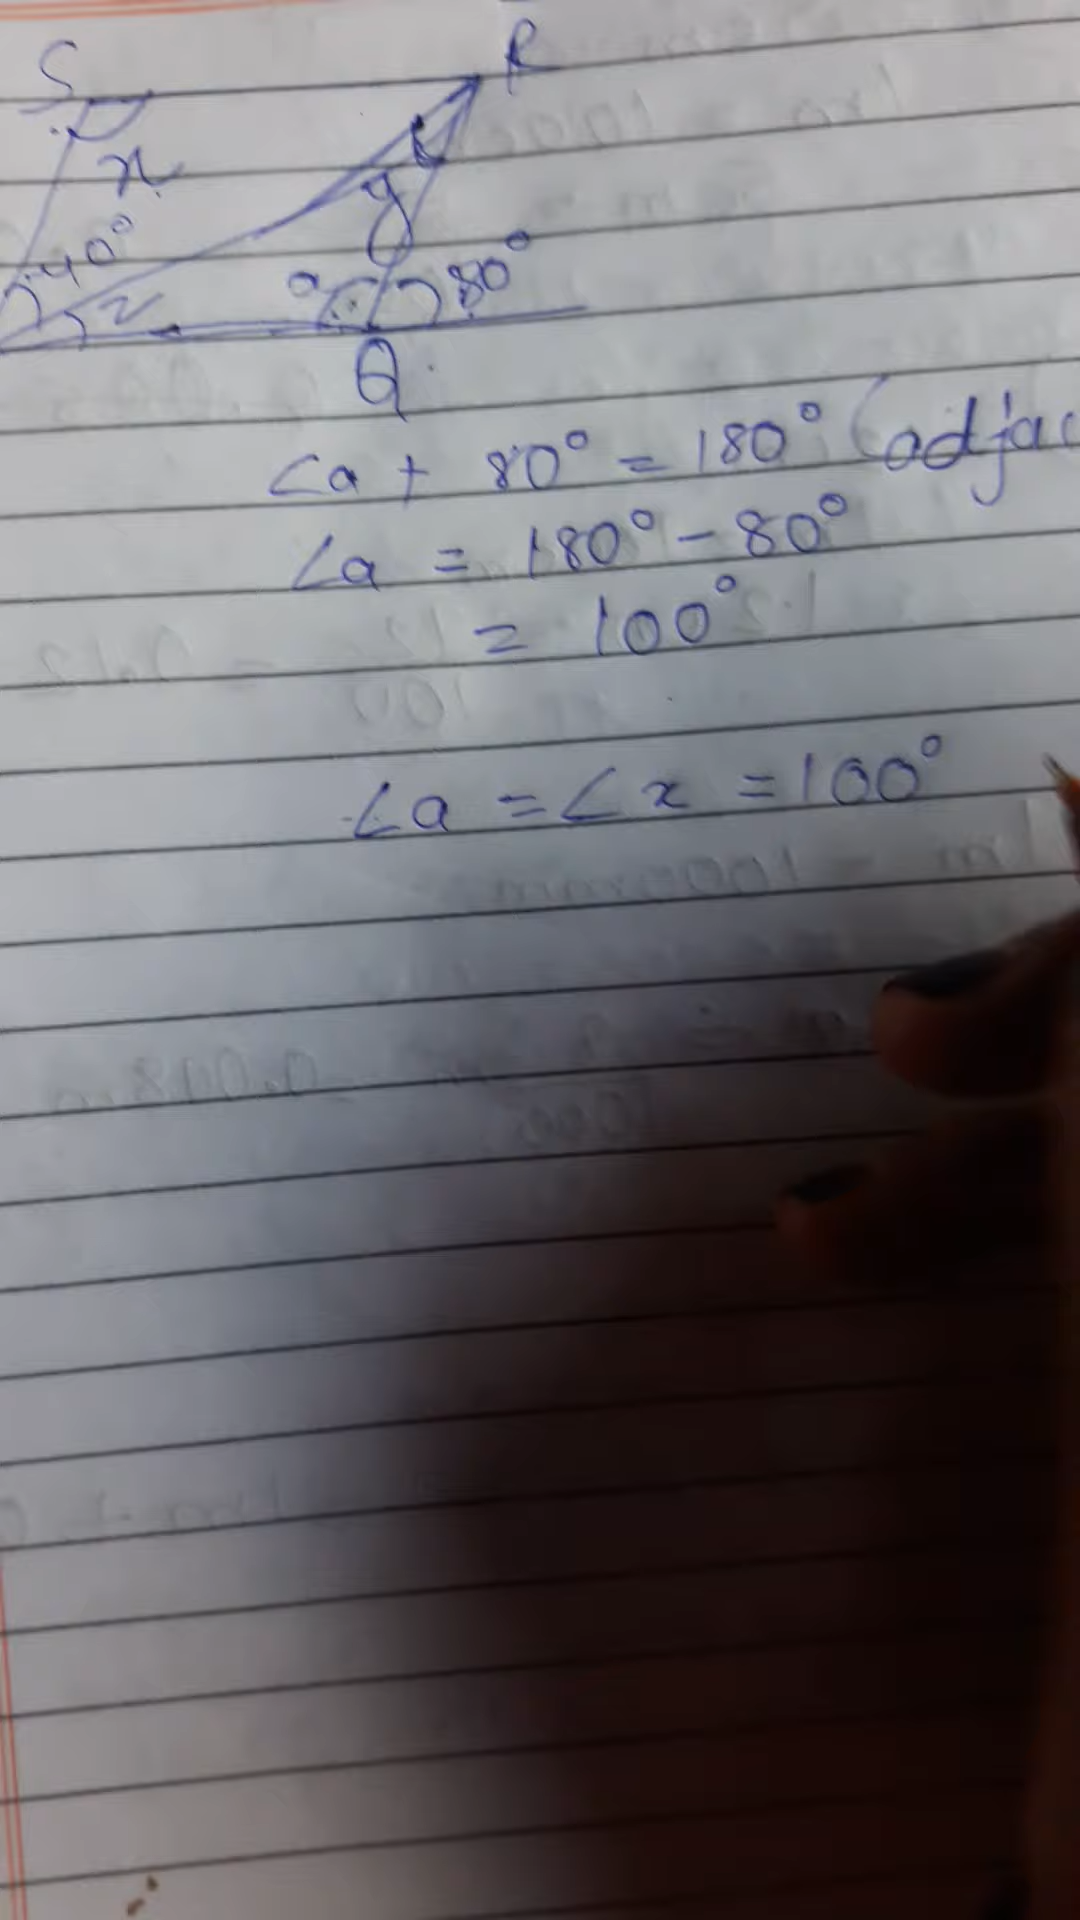 S R
x
y
40°
z a 80°
Q
∠a + 80° = 180° (adjac
∠a = 180° - 80°
= 100°
∠a = ∠x = 100°